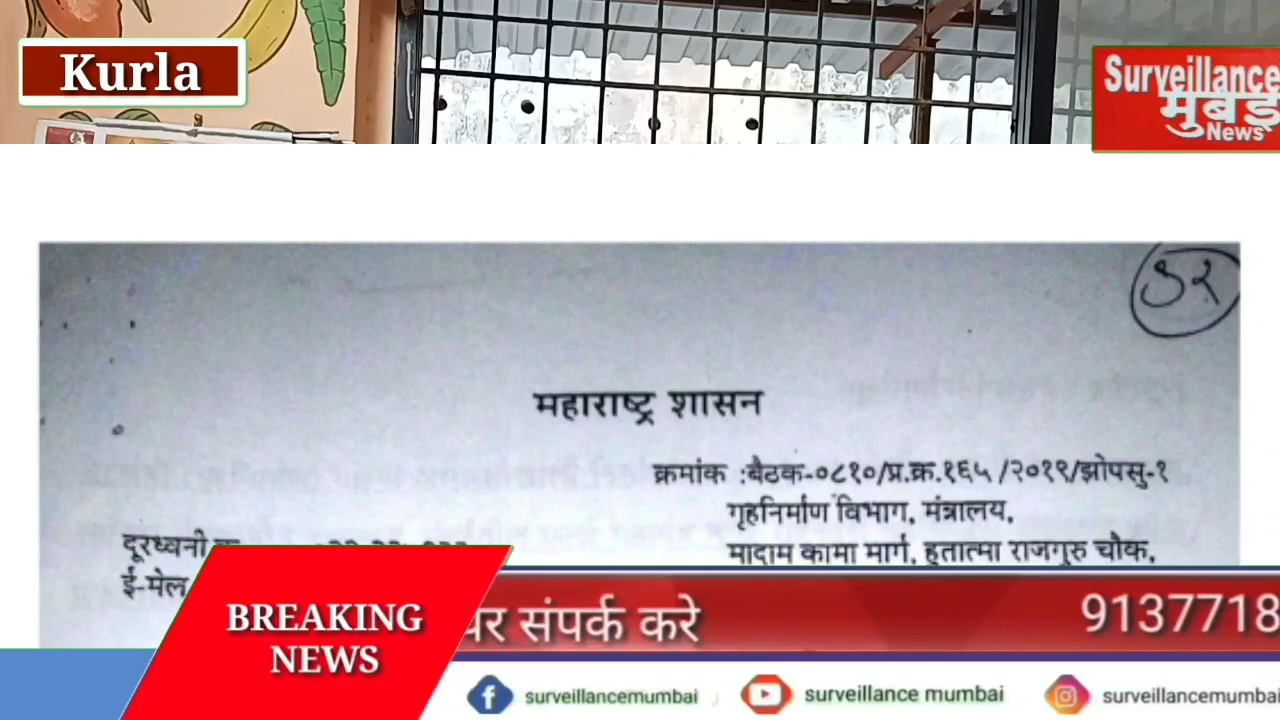 Kurla
Surveillance
मुंबई
News
९२
महाराष्ट्र शासन
क्रमांक :बैठक-०८१०/प्र.क्र.१६५ /२०१९/झोपसु-१
गृहनिर्माण विभाग, मंत्रालय,
दूरध्वनी
मादाम कामा मार्ग, हुतात्मा राजगुरु चौक,
ई-मेल
BREAKING
NEWS
पर संपर्क करे
9137718
surveillancemumbai
surveillance mumbai
surveillancemumbai